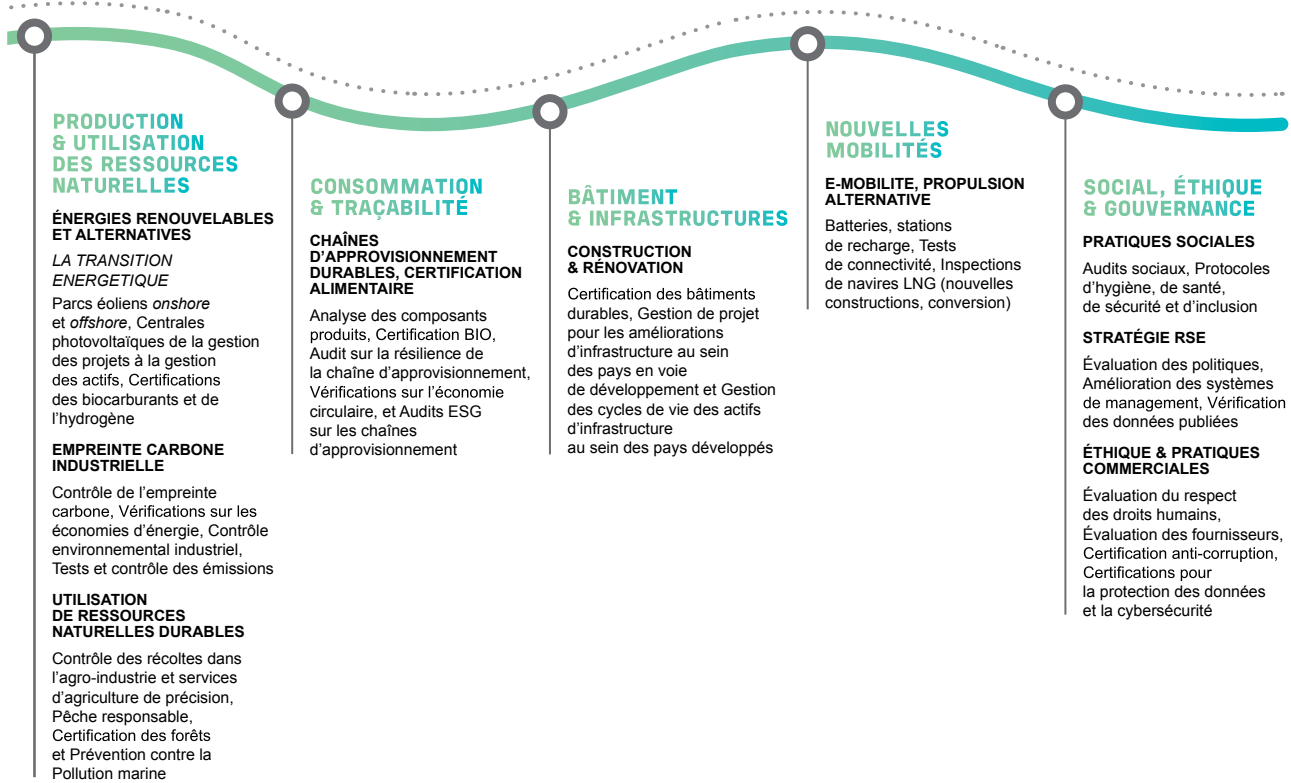 PRODUCTION
& UTILISATION
DES RESSOURCES
NATURELLES
ÉNERGIES RENOUVELABLES
ET ALTERNATIVES
LA TRANSITION
ENERGETIQUE
Parcs éoliens onshore
et offshore, Centrales
photovoltaïques de la gestion
des projets à la gestion
des actifs, Certifications
des biocarburants et de
l’hydrogène
EMPREINTE CARBONE
INDUSTRIELLE
Contrôle de l’empreinte
carbone, Vérifications sur les
économies d’énergie, Contrôle
environnemental industriel,
Tests et contrôle des émissions
UTILISATION
DE RESSOURCES
NATURELLES DURABLES
Contrôle des récoltes dans
l’agro-industrie et services
d’agriculture de précision,
Pêche responsable,
Certification des forêts
et Prévention contre la
Pollution marine
CONSOMMATION
& TRAÇABILITÉ
CHAÎNES
D’APPROVISIONNEMENT
DURABLES, CERTIFICATION
ALIMENTAIRE
Analyse des composants
produits, Certification BIO,
Audit sur la résilience de
la chaîne d’approvisionnement,
Vérifications sur l’économie
circulaire, et Audits ESG
sur les chaînes
d’approvisionnement
BÂTIMENT
& INFRASTRUCTURES
CONSTRUCTION
& RÉNOVATION
Certification des bâtiments
durables, Gestion de projet
pour les améliorations
d’infrastructure au sein
des pays en voie
de développement et Gestion
des cycles de vie des actifs
d’infrastructure
au sein des pays développés
NOUVELLES
MOBILITÉS
E-MOBILITE, PROPULSION
ALTERNATIVE
Batteries, stations
de recharge, Tests
de connectivité, Inspections
de navires LNG (nouvelles
constructions, conversion)
SOCIAL, ÉTHIQUE
& GOUVERNANCE
PRATIQUES SOCIALES
Audits sociaux, Protocoles
d’hygiène, de santé,
de sécurité et d’inclusion
STRATÉGIE RSE
Évaluation des politiques,
Amélioration des systèmes
de management, Vérification
des données publiées
ÉTHIQUE & PRATIQUES
COMMERCIALES
Évaluation du respect
des droits humains,
Évaluation des fournisseurs,
Certification anti-corruption,
Certifications pour
la protection des données
et la cybersécurité